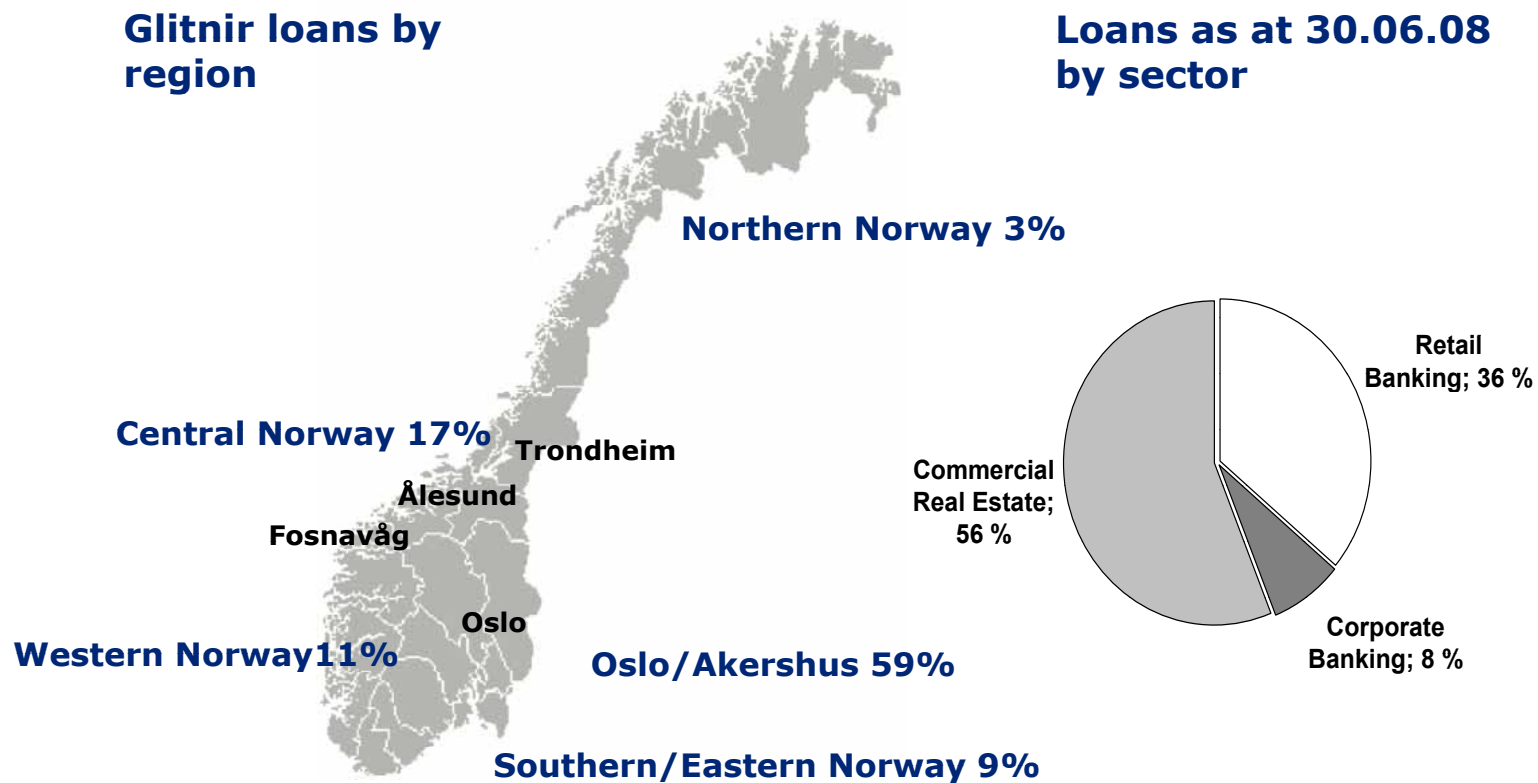 Glitnir loans by
region
Loans as at 30.06.08
by sector
Northern Norway 3%
Central Norway 17%
Trondheim
Ålesund
Fosnavåg
Oslo
Western Norway11%
Oslo/Akershus 59%
Southern/Eastern Norway 9%
Retail
Banking; 36 %
Commercial
Real Estate;
56 %
Corporate
Banking; 8 %